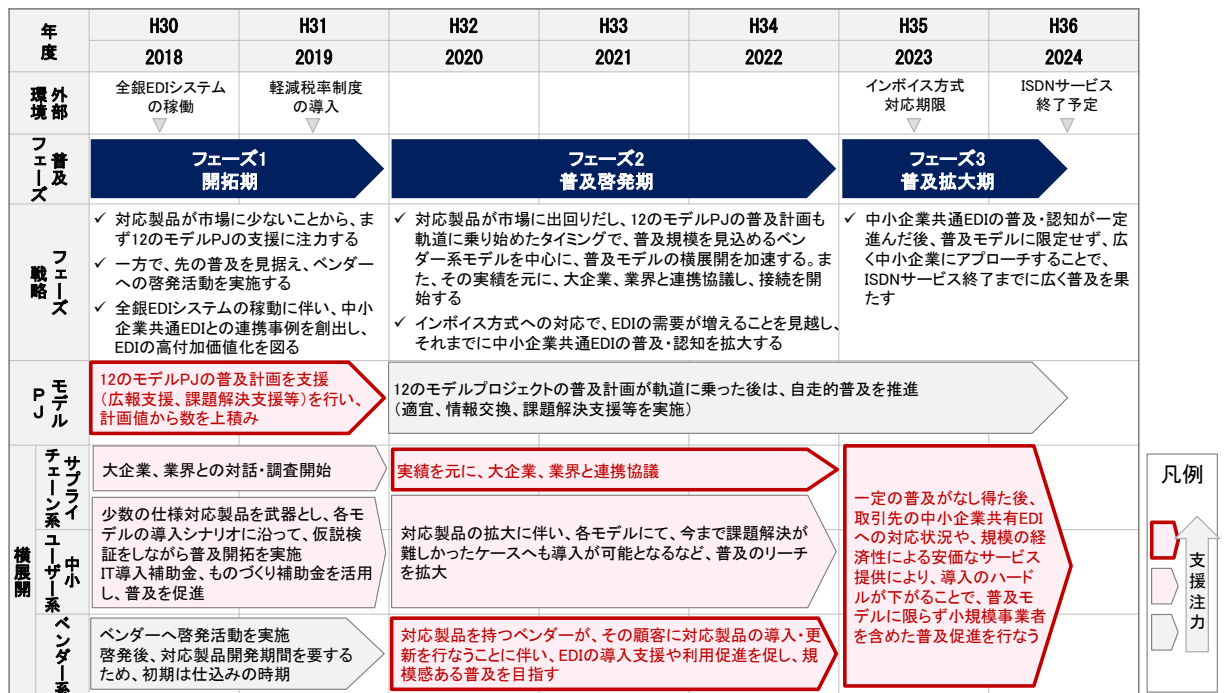 年度
H30
H31
H32
H33
H34
H35
H36
2018
2019
2020
2021
2022
2023
2024
外部環境
全銀EDIシステム
の稼働
軽減税率制度
の導入
インボイス方式
対応期限
ISDNサービス
終了予定
普及フェーズ
フェーズ1
開拓期
フェーズ2
普及啓発期
フェーズ3
普及拡大期
フェーズ戦略
✓ 対応製品が市場に少ないことから、ま
ず12のモデルPJの支援に注力する
✓ 一方で、先の普及を見据え、ベンダー
への啓発活動を実施する
✓ 全銀EDIシステムの稼働に伴い、中小
企業共通EDIとの連携事例を創出し、
EDIの高付加価値化を図る
✓ 対応製品が市場に出回りだし、12のモデルPJの普及計画も
軌道に乗り始めたタイミングで、普及規模を見込めるベン
ダー系モデルを中心に、普及モデルの横展開を加速する。ま
た、その実績を元に、大企業、業界と連携協議し、接続を開
始する
✓ インボイス方式への対応で、EDIの需要が増えることを見越し、
それまでに中小企業共通EDIの普及・認知を拡大する
✓ 中小企業共通EDIの普及・認知が一定
進んだ後、普及モデルに限定せず、広
く中小企業にアプローチすることで、
ISDNサービス終了までに広く普及を果
たす
モデルPJ
12のモデルPJの普及計画を支援
（広報支援、課題解決支援等）を行い、
計画値から数を上積み
12のモデルプロジェクトの普及計画が軌道に乗った後は、自走的普及を推進
（適宜、情報交換、課題解決支援等を実施）
横展開
サプライチェーン系
大企業、業界との対話・調査開始
実績を元に、大企業、業界と連携協議
中小ユーザー系
少数の仕様対応製品を武器とし、各モ
デルの導入シナリオに沿って、仮説検
証をしながら普及開拓を実施
IT導入補助金、ものづくり補助金を活用
し、普及を促進
対応製品の拡大に伴い、各モデルにて、今まで課題解決が
難しかったケースへも導入が可能となるなど、普及のリーチ
を拡大
ベンダー系
ベンダーへ啓発活動を実施
啓発後、対応製品開発期間を要する
ため、初期は仕込みの時期
対応製品を持つベンダーが、その顧客に対応製品の導入・更
新を行なうことに伴い、EDIの導入支援や利用促進を促し、規
模感ある普及を目指す
一定の普及がなし得た後、
取引先の中小企業共有EDI
への対応状況や、規模の経
済性による安価なサービス
提供により、導入のハード
ルが下がることで、普及モ
デルに限らず小規模事業者
を含めた普及促進を行なう
凡例
支援注力